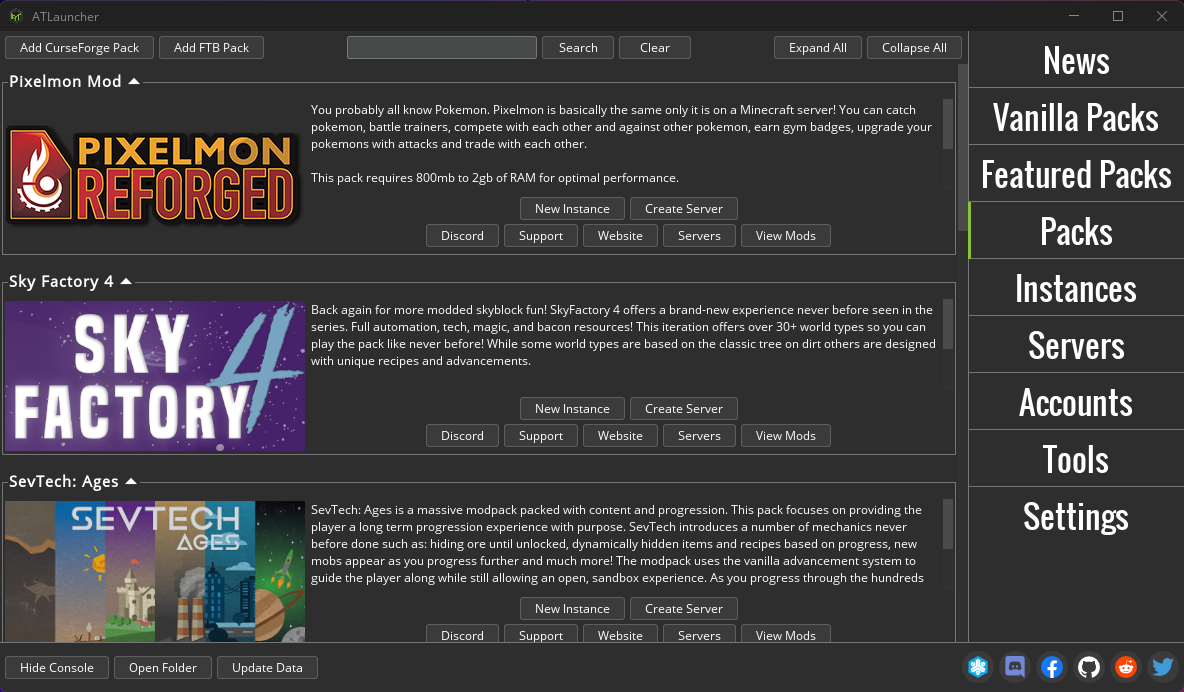 ATLauncher
Add CurseForge Pack Add FTB Pack Search Clear Expand All Collapse All
Pixelmon Mod
PIXELMON
REFORGED
You probably all know Pokemon. Pixelmon is basically the same only it is on a Minecraft server! You can catch
pokemon, battle trainers, compete with each other and against other pokemon, earn gym badges, upgrade your
pokemons with attacks and trade with each other.
This pack requires 800mb to 2gb of RAM for optimal performance.
New Instance Create Server
Discord Support Website Servers View Mods
Sky Factory 4
SKY
FACTORY 4
Back again for more modded skyblock fun! SkyFactory 4 offers a brand-new experience never before seen in the
series. Full automation, tech, magic, and bacon resources! This iteration offers over 30+ world types so you can
play the pack like never before! While some world types are based on the classic tree on dirt others are designed
with unique recipes and advancements.
New Instance Create Server
Discord Support Website Servers View Mods
SevTech: Ages
SEVTECH
AGES
SevTech: Ages is a massive modpack packed with content and progression. This pack focuses on providing the
player a long term progression experience with purpose. SevTech introduces a number of mechanics never
before done such as: hiding ore until unlocked, dynamically hidden items and recipes based on progress, new
mobs appear as you progress further and much more! The modpack uses the vanilla advancement system to
guide the player along while still allowing an open, sandbox experience. As you progress through the hundreds
New Instance Create Server
Discord Support Website Servers View Mods
News
Vanilla Packs
Featured Packs
Packs
Instances
Servers
Accounts
Tools
Settings
Hide Console Open Folder Update Data